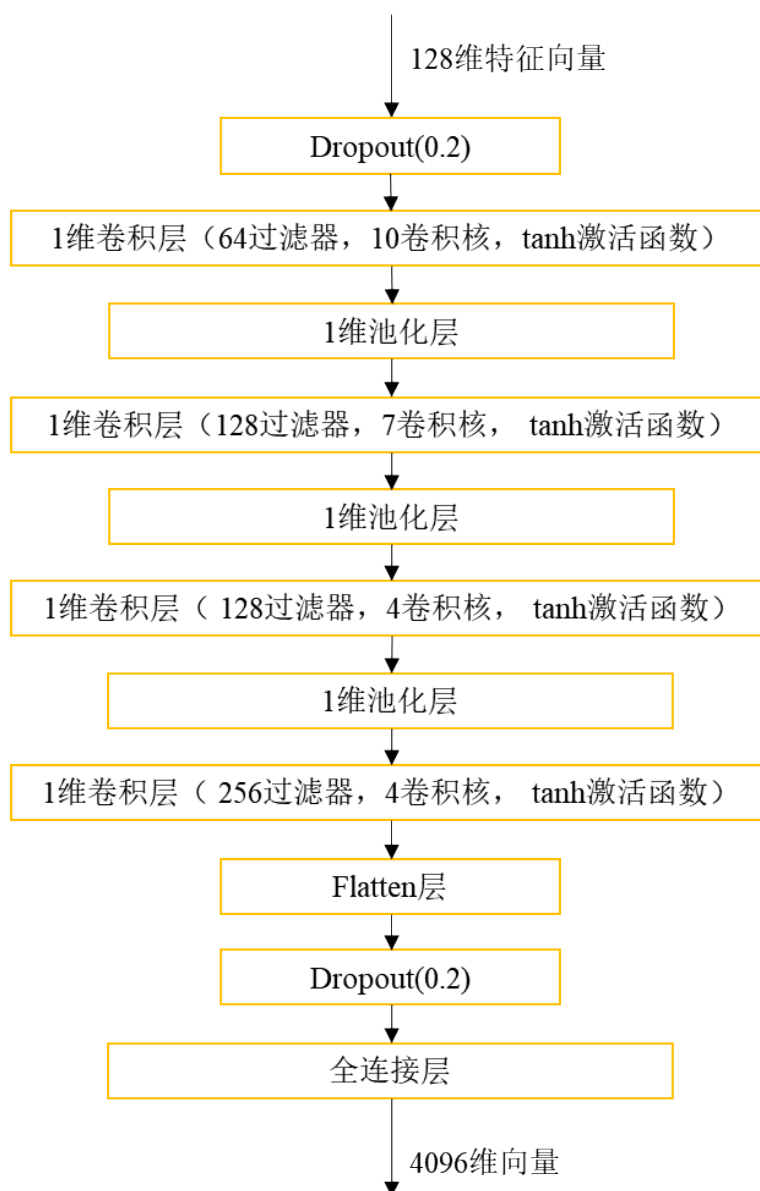 128维特征向量
Dropout(0.2)
1维卷积层（64过滤器，10卷积核，tanh激活函数）
1维池化层
1维卷积层（128过滤器，7卷积核， tanh激活函数）
1维池化层
1维卷积层（ 128过滤器，4卷积核， tanh激活函数）
1维池化层
1维卷积层（ 256过滤器，4卷积核， tanh激活函数）
Flatten层
Dropout(0.2)
全连接层
4096维向量